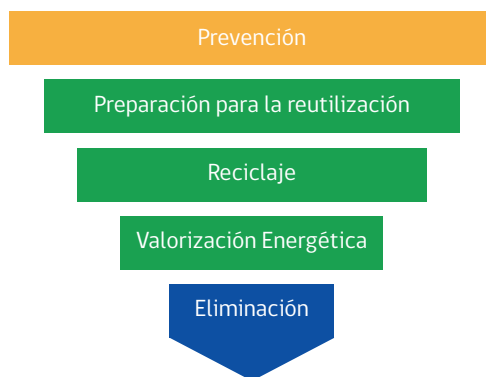 Prevención
Preparación para la reutilización
Reciclaje
Valorización Energética
Eliminación